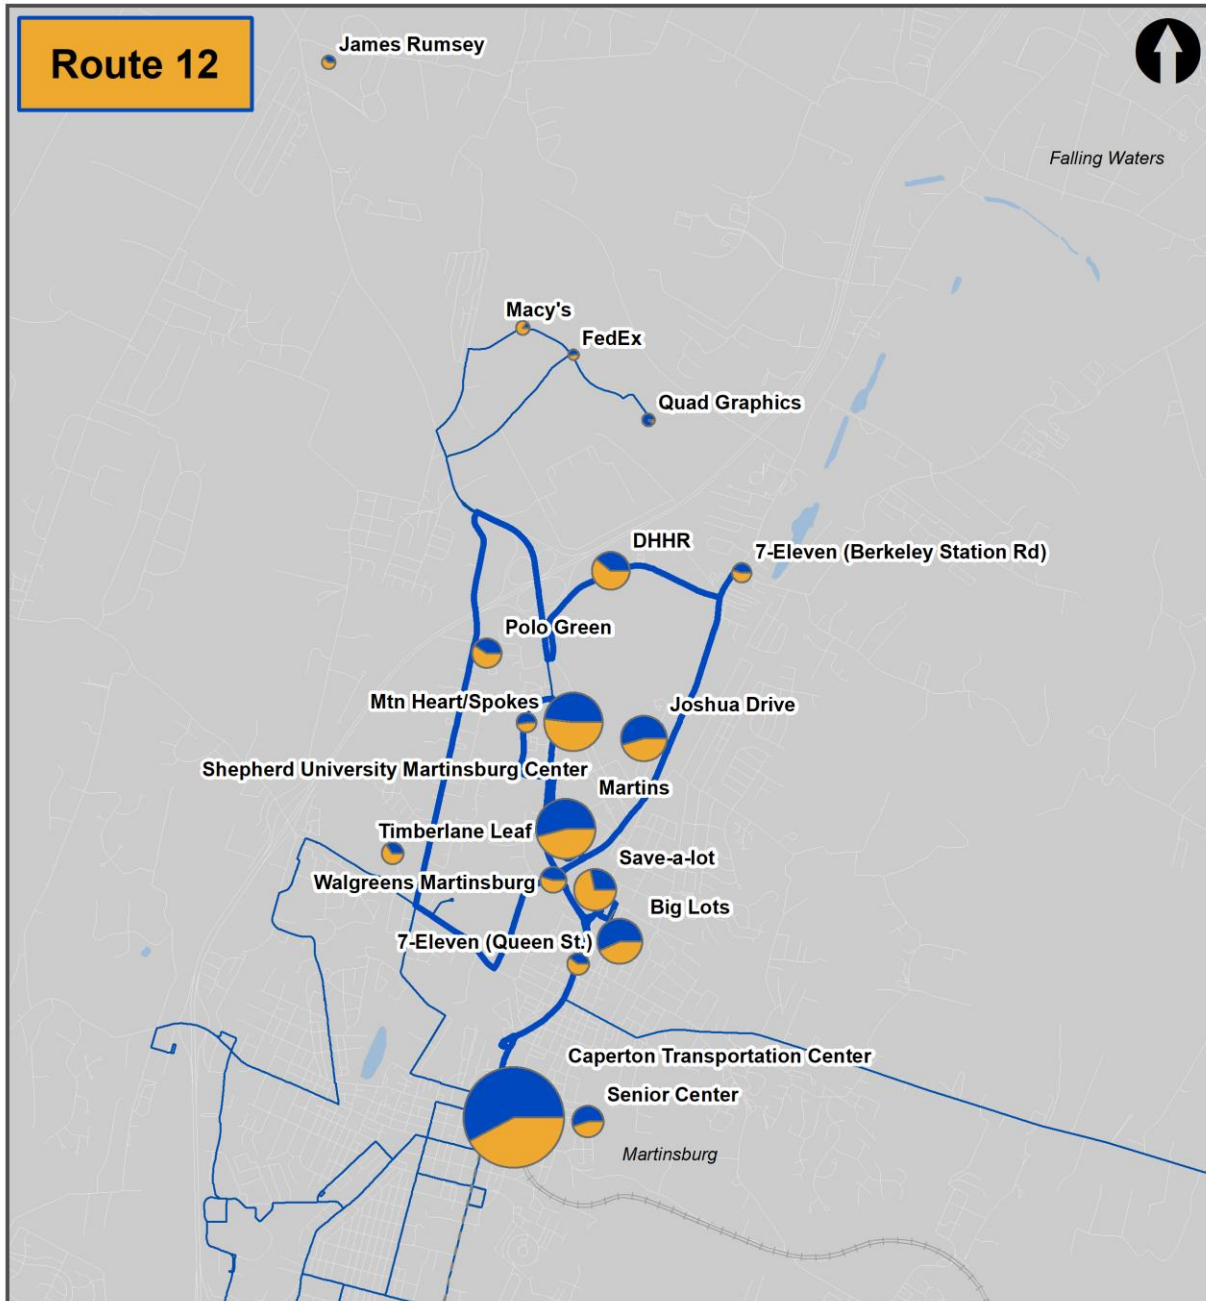 Route 12
James Rumsey
Falling Waters
Macy's
FedEx
Quad Graphics
DHHR
7-Eleven (Berkeley Station Rd)
Polo Green
Mtn Heart/Spokes
Joshua Drive
Shepherd University Martinsburg Center
Martins
Timberlane Leaf
Save-a-lot
Walgreens Martinsburg
Big Lots
7-Eleven (Queen St.)
Caperton Transportation Center
Senior Center
Martinsburg